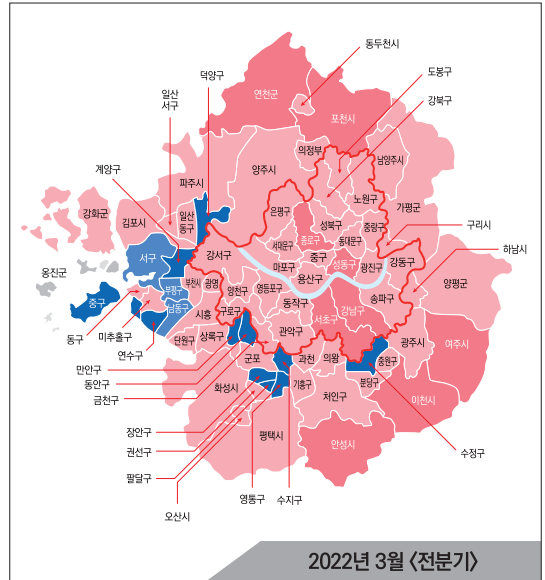 동두천시
도봉구
강북구
덕양구
일산
서구
연천군
포천시
의정부
남양주시
양주시
계양구
파주시
노원구
가평군
강화군
김포시
일산
동구
은평구
성북구
중랑구
구리시
서대문구
종로구
동대문구
하남시
옹진군
서구
강서구
마포구
중구
성동구
광진구
강동구
양평군
중구
부평구
부천시
광명
양천구
영등포구
용산구
송파구
동구
미추홀구
남동구
시흥
구로구
동작구
서초구
강남구
연수구
단원구
상록구
관악구
광주시
여주시
만안구
동안구
금천구
군포
과천
의왕
중원구
분당구
화성시
기흥구
처인구
이천시
장안구
권선구
팔달구
평택시
안성시
수정구
오산시
영통구
수지구
2022년 3월 〈전분기〉